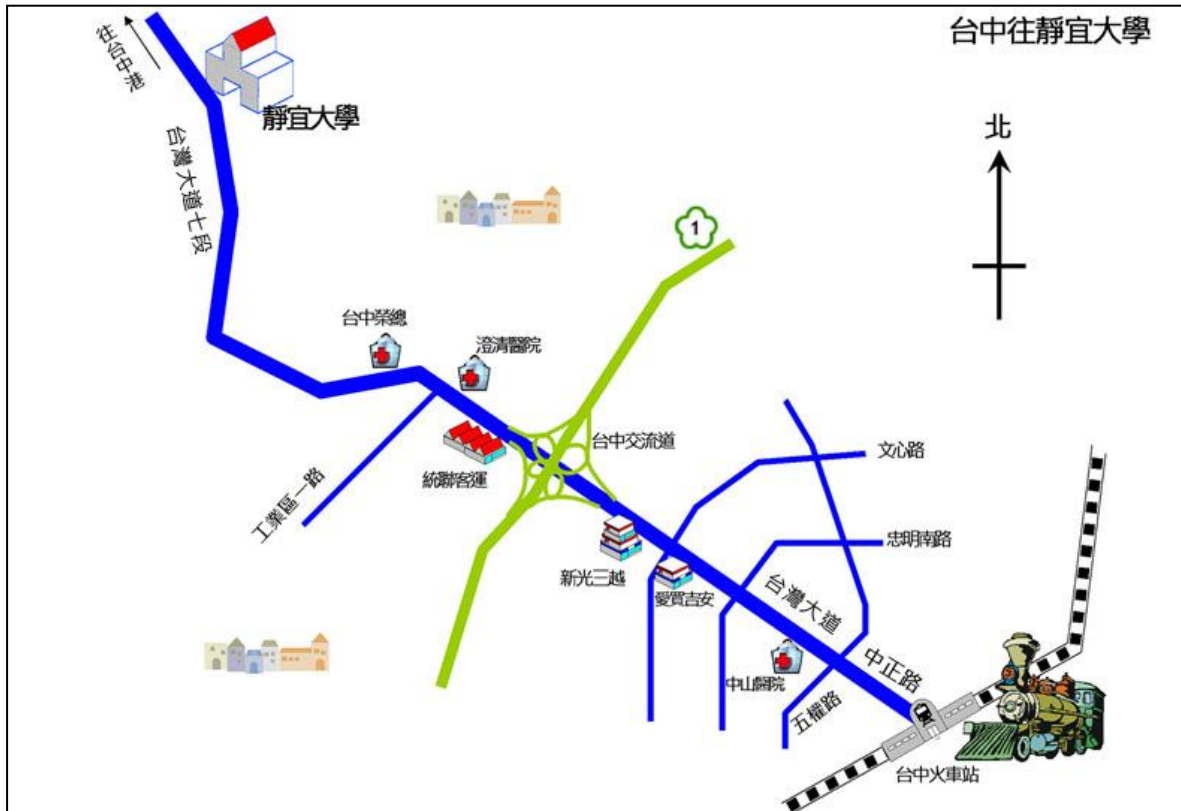 台中往靜宜大學
往台中港
靜宜大學
北
台灣大道七段
1
台中榮總
澄清醫院
台中交流道
統聯客運
文心路
工業區一路
忠明南路
新光三越
愛買吉安
台灣大道
中正路
中山醫院
五權路
台中火車站